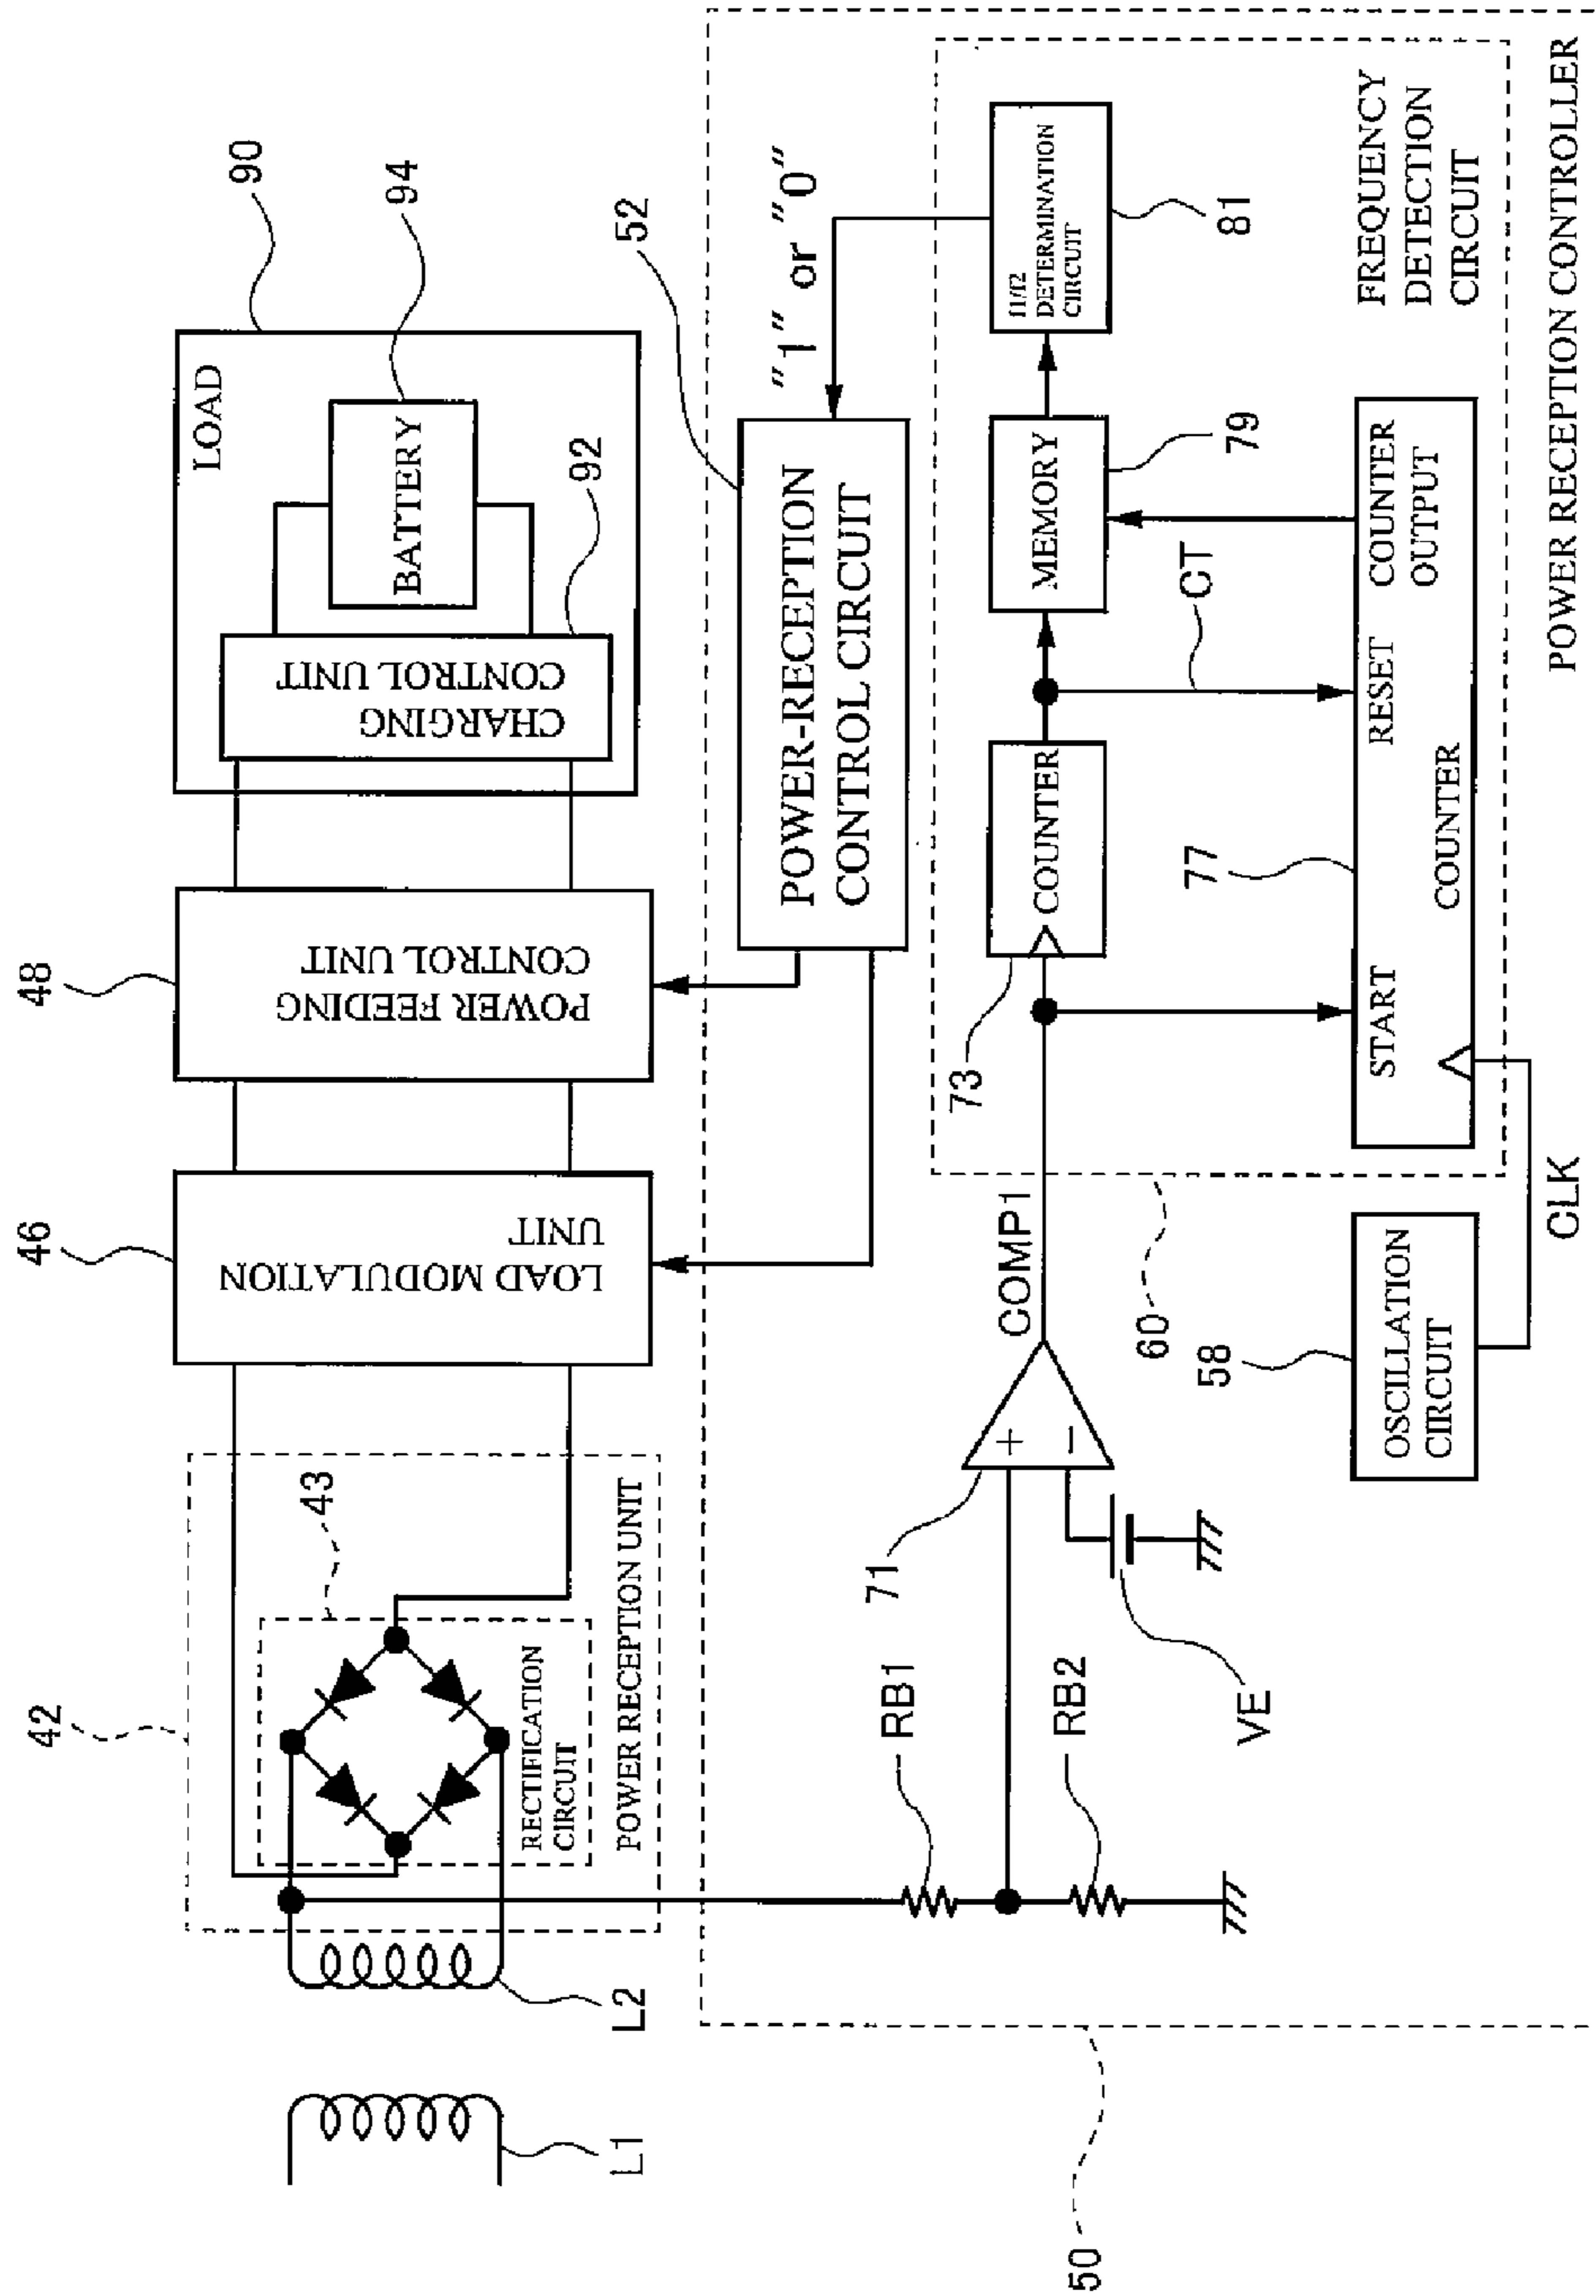 42
43
RECTIFICATION
CIRCUIT
POWER RECEPTION UNIT
L1
L2
46
LOAD MODULATION
UNIT
48
POWER FEEDING
CONTROL UNIT
90
LOAD
94
BATTERY
92
CHARGING
CONTROL UNIT
52
POWER-RECEPTION
CONTROL CIRCUIT
"1" or "0"
50
RB1
RB2
71
+
−
VE
COMP1
60
73
COUNTER
CT
MEMORY
79
f1/f2
DETERMINATION
CIRCUIT
81
77
START
RESET
COUNTER
OUTPUT
COUNTER
FREQUENCY
DETECTION
CIRCUIT
58
OSCILLATION
CIRCUIT
CLK
POWER RECEPTION CONTROLLER